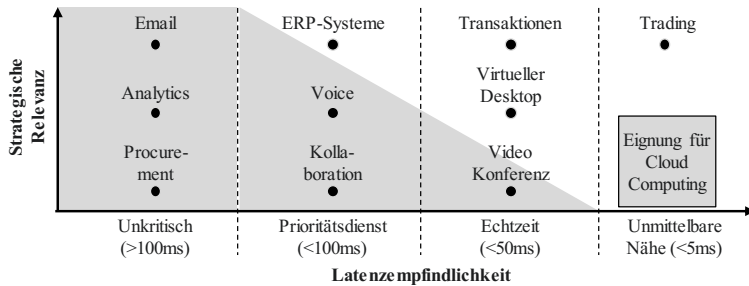 Strategische
Relevanz
Email
ERP-Systeme
Transaktionen
Trading
Analytics
Voice
Virtueller
Desktop
Procure-
ment
Kolla-
boration
Video
Konferenz
Eignung für
Cloud
Computing
Unkritisch
(>100ms)
Prioritätsdienst
(<100ms)
Echtzeit
(<50ms)
Unmittelbare
Nähe (<5ms)
Latenzempfindlichkeit